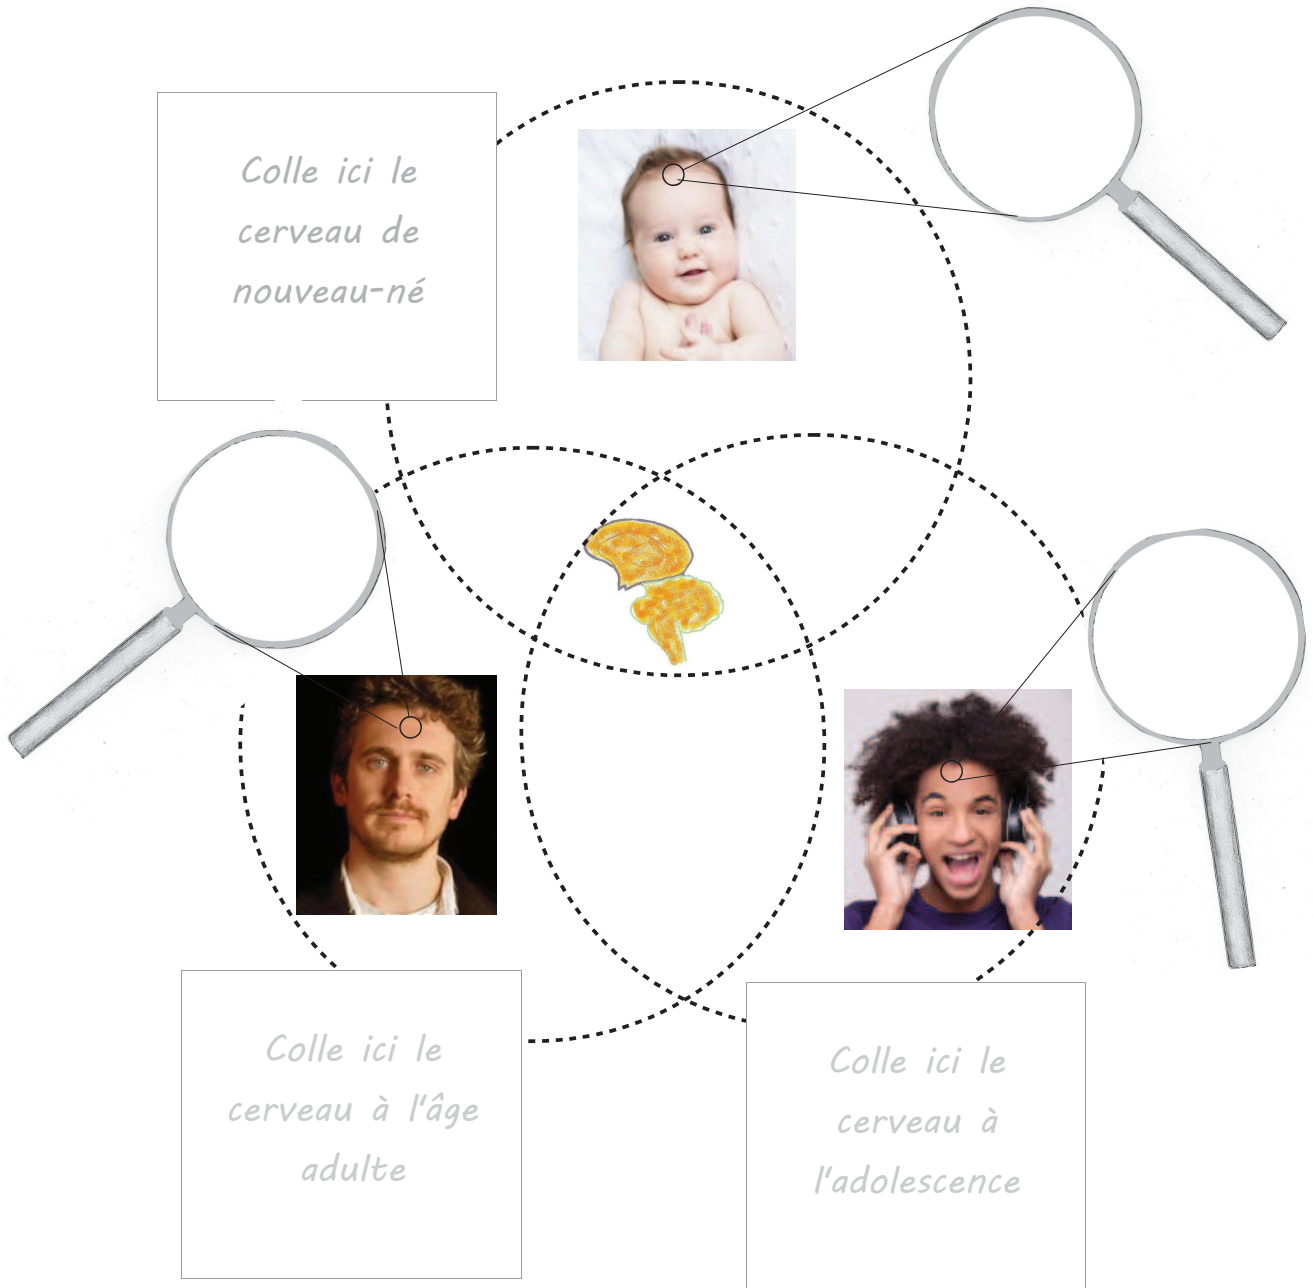 Colle ici le
cerveau de
nouveau-né
Colle ici le
cerveau à l'âge
adulte
Colle ici le
cerveau à
l'adolescence